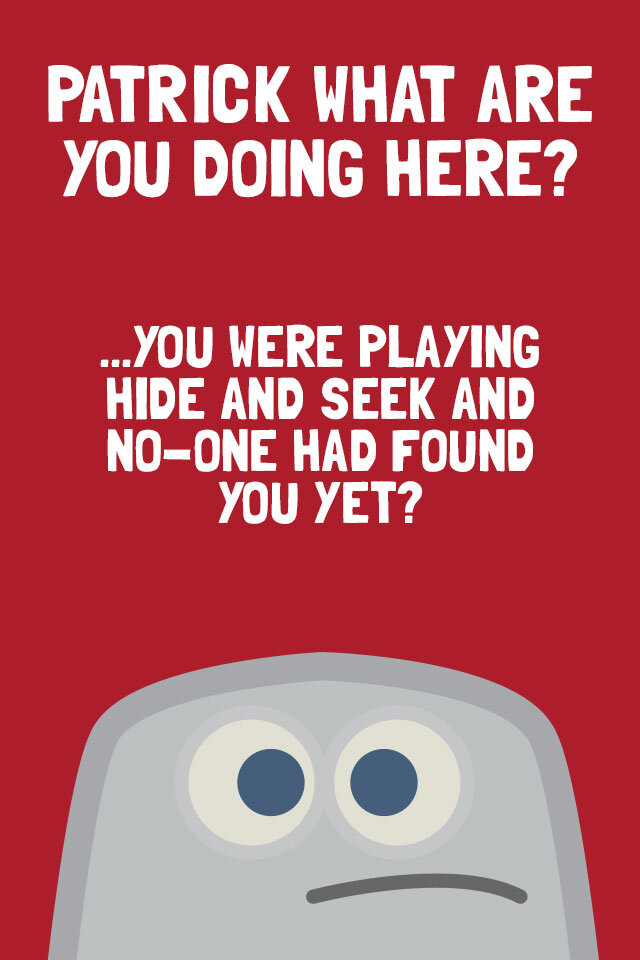 PATRICK WHAT ARE
YOU DOING HERE?
...YOU WERE PLAYING
HIDE AND SEEK AND
NO-ONE HAD FOUND
YOU YET?